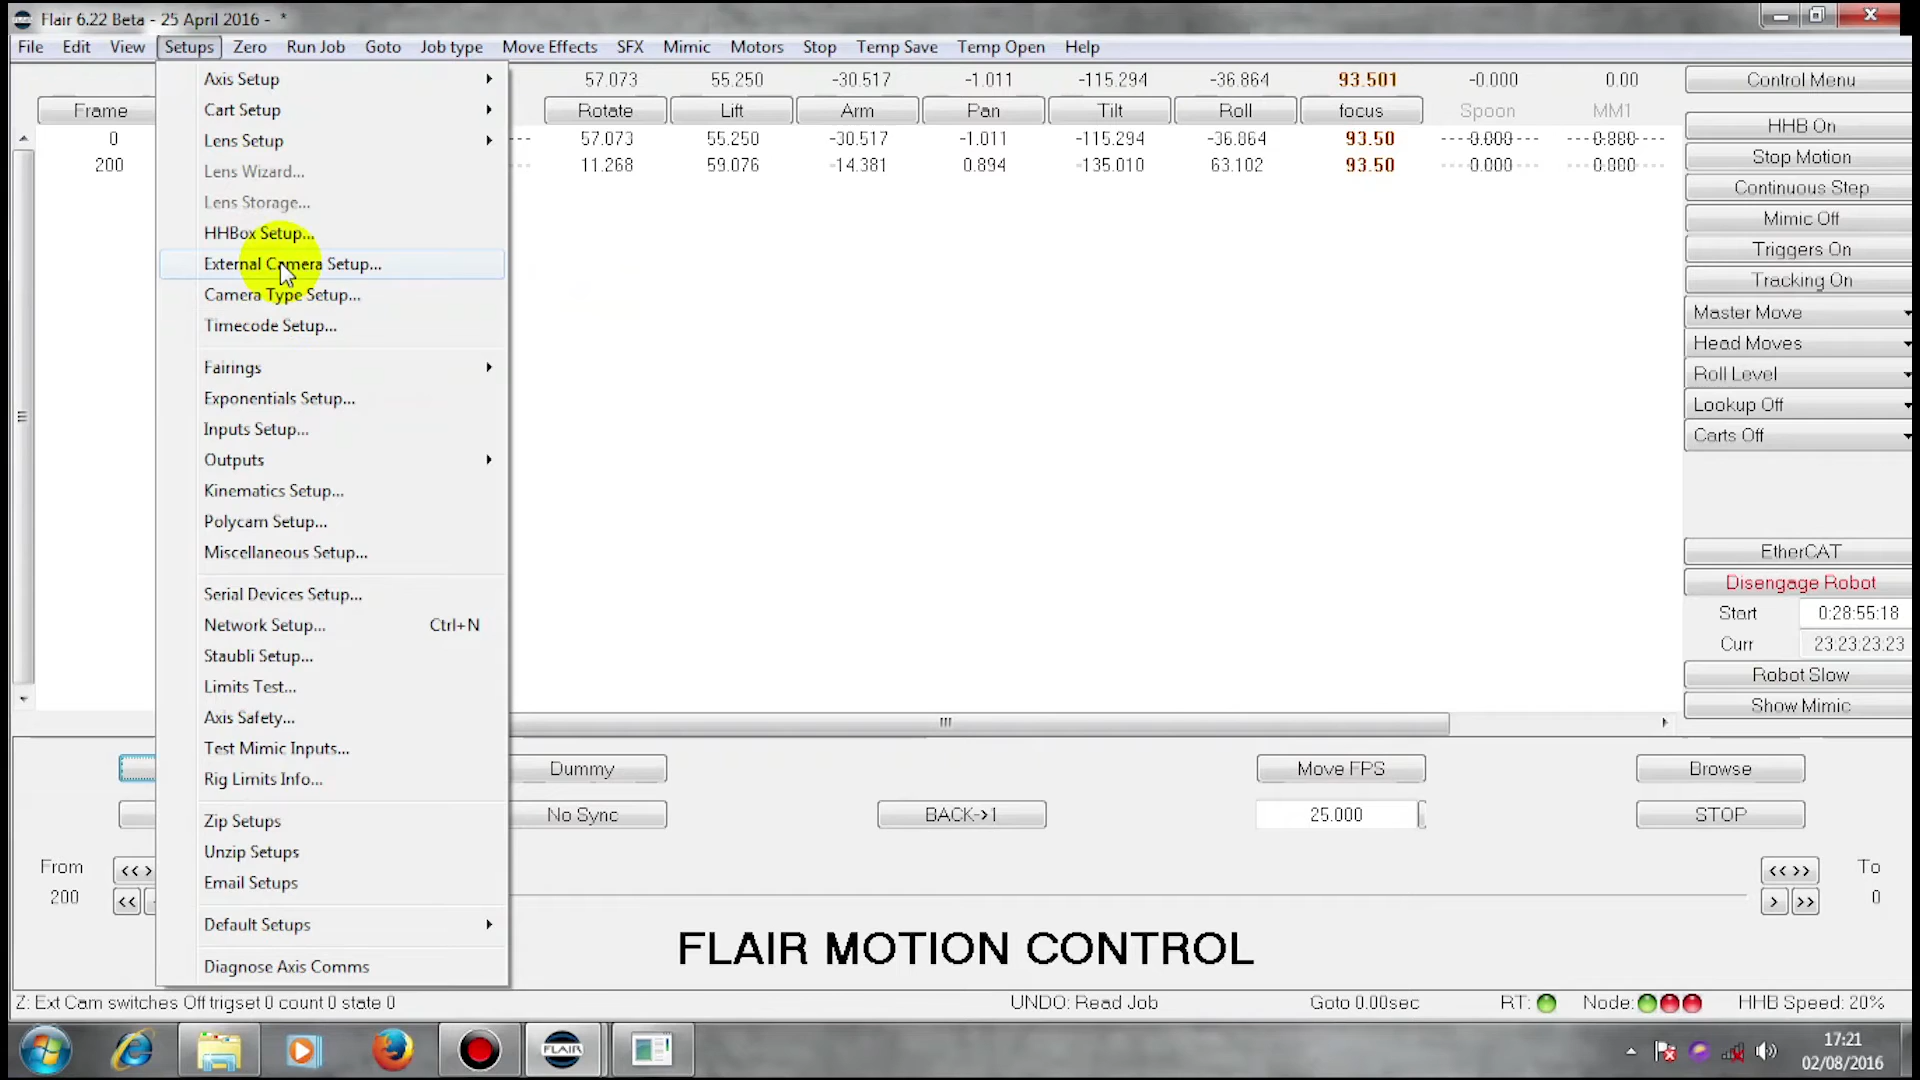 Flair 6.22 Beta - 25 April 2016 - *
File Edit View Setups Zero Run Job Goto Job type Move Effects SFX Mimic Motors Stop Temp Save Temp Open Help
57.073 55.250 -30.517 -1.011 -115.294 -36.864 93.501 -0.000 0.00
Frame Rotate Lift Arm Pan Tilt Roll focus Spoon MM1
0 57.073 55.250 -30.517 -1.011 -115.294 -36.864 93.50 0.000 0.000
200 11.268 59.076 -14.381 0.894 -135.010 63.102 93.50 0.000 0.000
Axis Setup
Cart Setup
Lens Setup
Lens Wizard...
Lens Storage...
HHBox Setup...
External Camera Setup...
Camera Type Setup...
Timecode Setup...
Fairings
Exponentials Setup...
Inputs Setup...
Outputs
Kinematics Setup...
Polycam Setup...
Miscellaneous Setup...
Serial Devices Setup...
Network Setup... Ctrl+N
Staubli Setup...
Limits Test...
Axis Safety...
Test Mimic Inputs...
Rig Limits Info...
Zip Setups
Unzip Setups
Email Setups
Default Setups
Diagnose Axis Comms
Control Menu
HHB On
Stop Motion
Continuous Step
Mimic Off
Triggers On
Tracking On
Master Move
Head Moves
Roll Level
Lookup Off
Carts Off
EtherCAT
Disengage Robot
Start 0:28:55:18
Curr 23:23:23:23
Robot Slow
Show Mimic
Dummy Move FPS Browse
No Sync BACK->1 25.000 STOP
From << > << >> To
200 << > >> 0
FLAIR MOTION CONTROL
Z: Ext Cam switches Off trigset 0 count 0 state 0 UNDO: Read Job Goto 0.00sec RT: Node: HHB Speed: 20%
FLAIR
17:21
02/08/2016